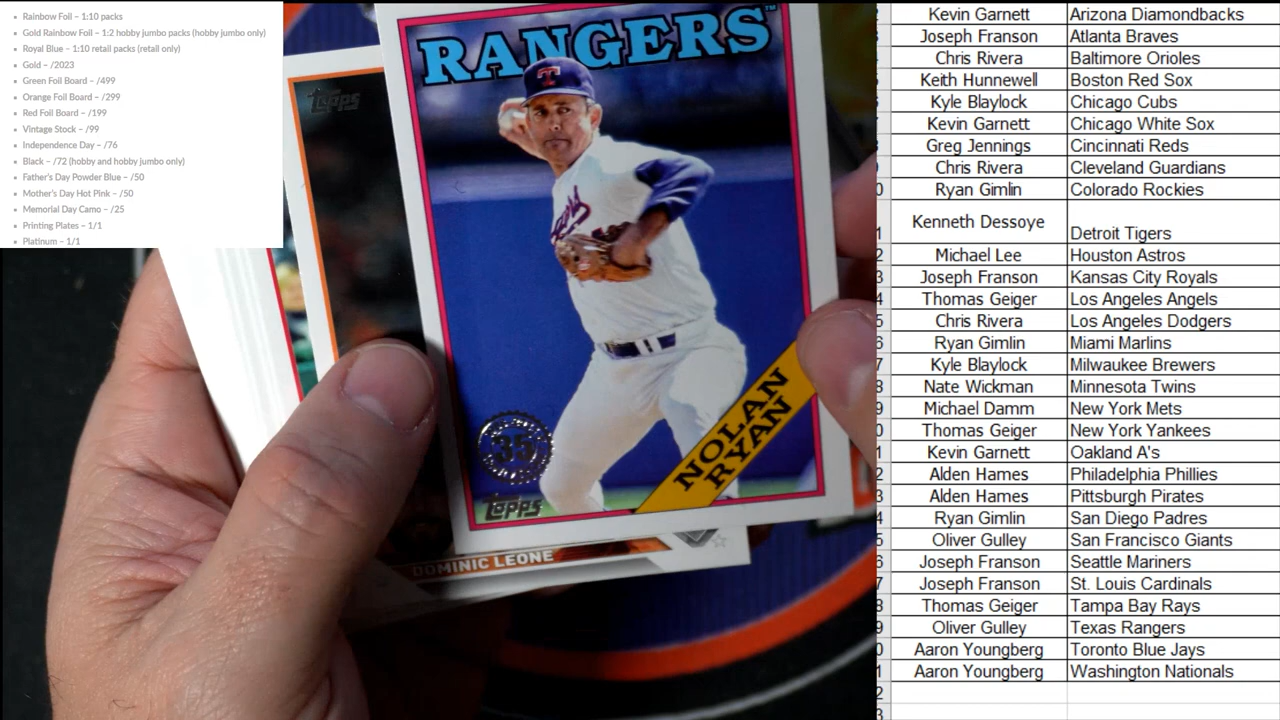 Rainbow Foil – 1:10 packs
Gold Rainbow Foil – 1:2 hobby jumbo packs (hobby jumbo only)
Royal Blue – 1:10 retail packs (retail only)
Gold – /2023
Green Foil Board – /499
Orange Foil Board – /299
Red Foil Board – /199
Vintage Stock – /99
Independence Day – /76
Black – /72 (hobby and hobby jumbo only)
Father's Day Powder Blue – /50
Mother's Day Hot Pink – /50
Memorial Day Camo – /25
Printing Plates – 1/1
Platinum – 1/1
RANGERS™
T
Topps
35
Topps
NOLAN
RYAN
DOMINIC LEONE
Kevin Garnett Arizona Diamondbacks
Joseph Franson Atlanta Braves
Chris Rivera Baltimore Orioles
Keith Hunnewell Boston Red Sox
Kyle Blaylock Chicago Cubs
Kevin Garnett Chicago White Sox
Greg Jennings Cincinnati Reds
Chris Rivera Cleveland Guardians
Ryan Gimlin Colorado Rockies
Kenneth Dessoye Detroit Tigers
Michael Lee Houston Astros
Joseph Franson Kansas City Royals
Thomas Geiger Los Angeles Angels
Chris Rivera Los Angeles Dodgers
Ryan Gimlin Miami Marlins
Kyle Blaylock Milwaukee Brewers
Nate Wickman Minnesota Twins
Michael Damm New York Mets
Thomas Geiger New York Yankees
Kevin Garnett Oakland A's
Alden Hames Philadelphia Phillies
Alden Hames Pittsburgh Pirates
Ryan Gimlin San Diego Padres
Oliver Gulley San Francisco Giants
Joseph Franson Seattle Mariners
Joseph Franson St. Louis Cardinals
Thomas Geiger Tampa Bay Rays
Oliver Gulley Texas Rangers
Aaron Youngberg Toronto Blue Jays
Aaron Youngberg Washington Nationals